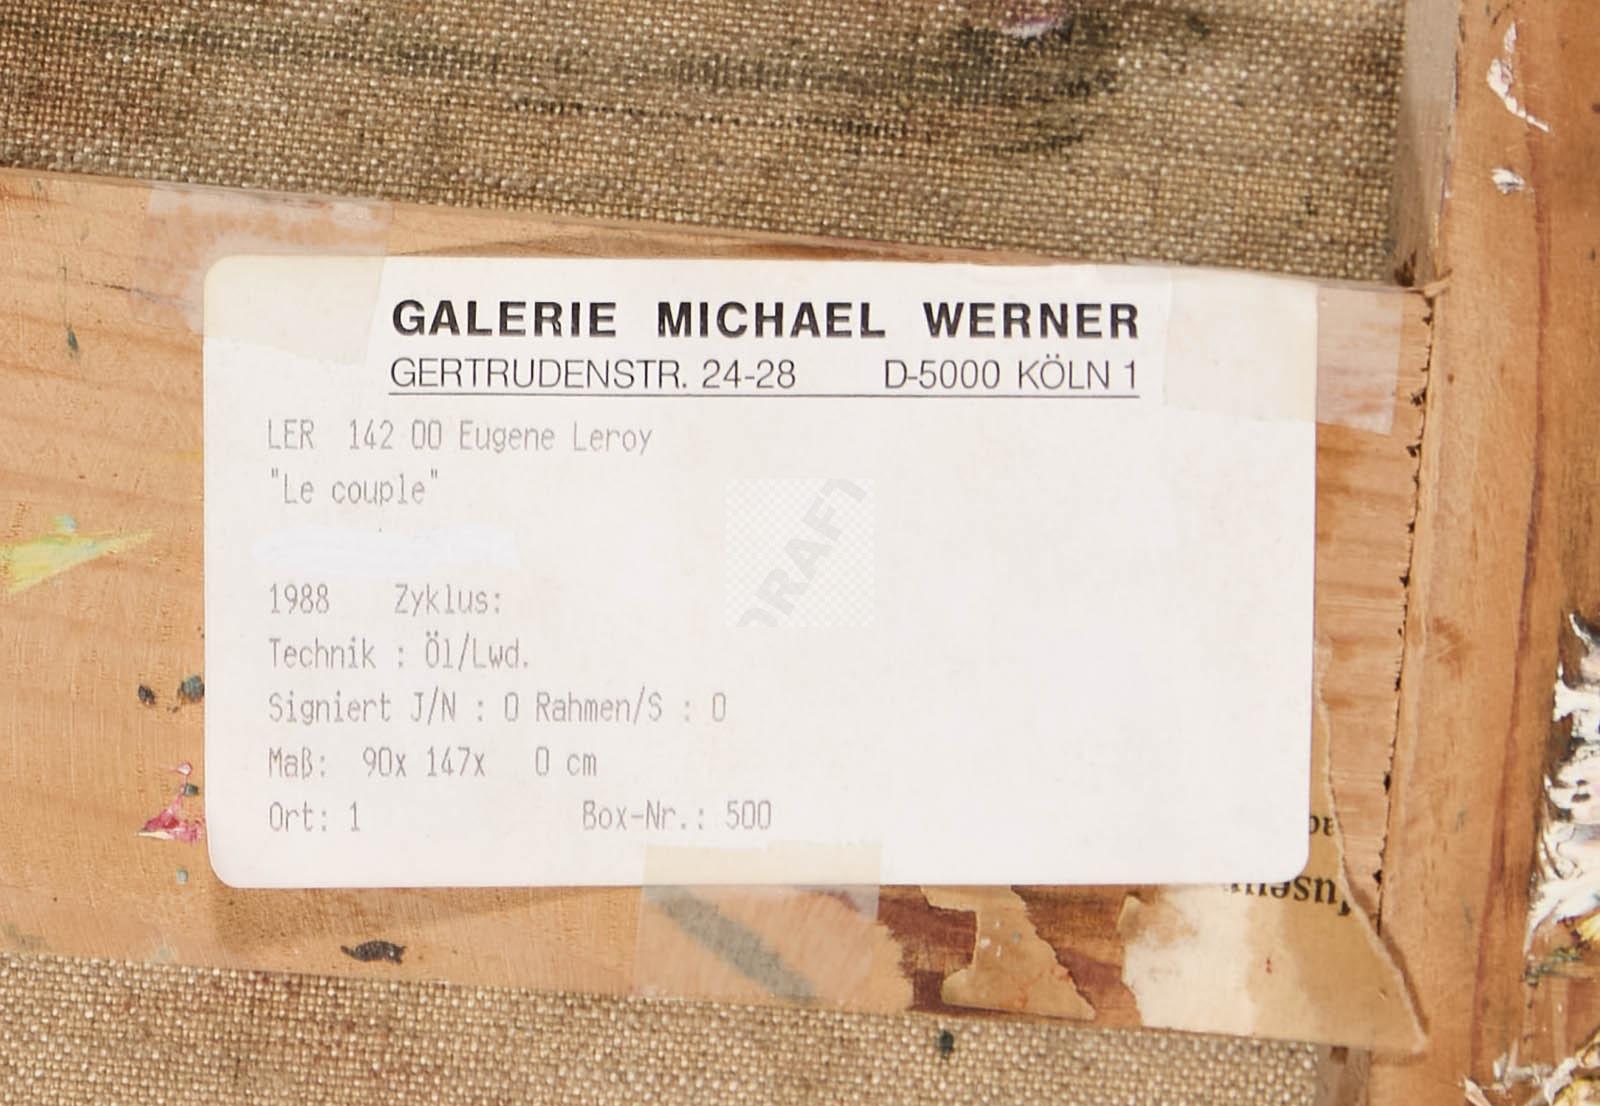 GALERIE MICHAEL WERNER
GERTRUDENSTR. 24-28 D-5000 KÖLN 1
LER 142 00 Eugene Leroy
"Le couple"
DRAFT
1988 Zyklus:
Technik : Öl/Lwd.
Signiert J/N : 0 Rahmen/S : 0
Maß: 90x 147x 0 cm
Ort: 1 Box-Nr.: 500